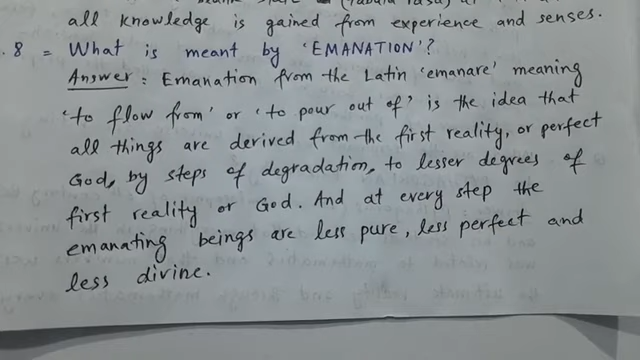 (tabula rasa)
all knowledge is gained from experience and senses.
.8 = What is meant by 'EMANATION'?
Answer : Emanation from the Latin 'emanare' meaning
'to flow from' or 'to pour out of' is the idea that
all things are derived from the first reality, or perfect
God, by steps of degradation, to lesser degrees of
first reality or God. And at every step the
emanating beings are less pure, less perfect and
less divine.